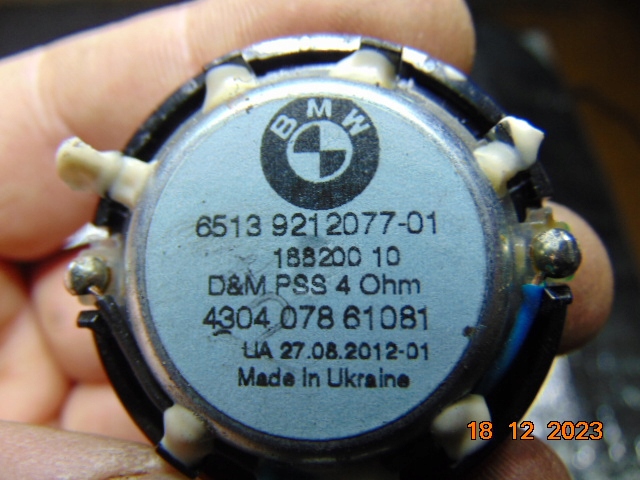 BMW
6513 9212077-01
188200 10
D&M PSS 4 Ohm
4304 078 61081
UA 27.08.2012-01
Made in Ukraine
18 12 2023